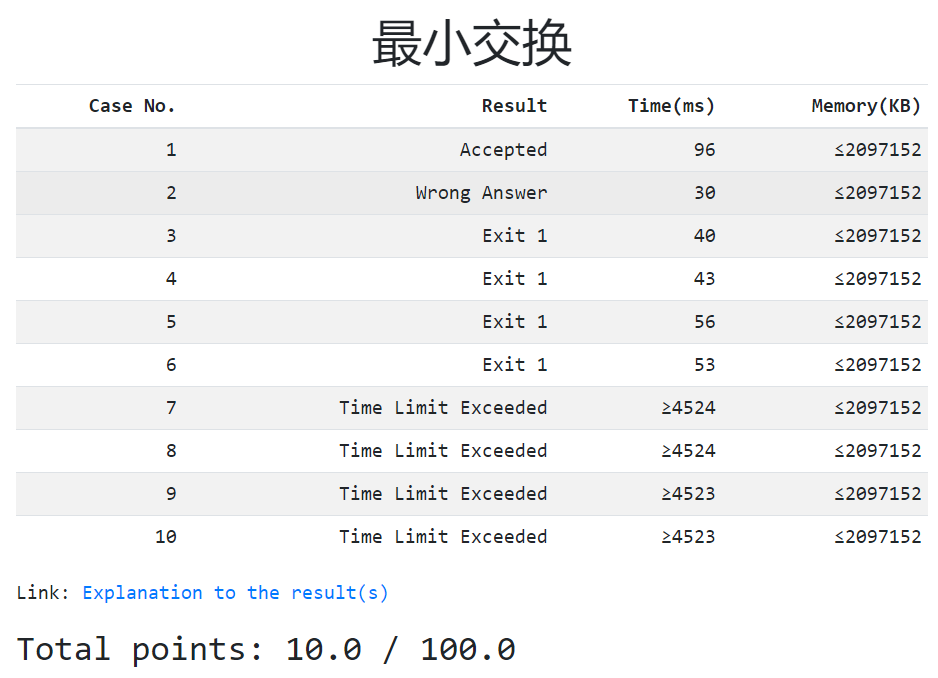 最小交换
Case No. Result Time(ms) Memory(KB)
1 Accepted 96 ≤2097152
2 Wrong Answer 30 ≤2097152
3 Exit 1 40 ≤2097152
4 Exit 1 43 ≤2097152
5 Exit 1 56 ≤2097152
6 Exit 1 53 ≤2097152
7 Time Limit Exceeded ≥4524 ≤2097152
8 Time Limit Exceeded ≥4524 ≤2097152
9 Time Limit Exceeded ≥4523 ≤2097152
10 Time Limit Exceeded ≥4523 ≤2097152
Link: Explanation to the result(s)
Total points: 10.0 / 100.0